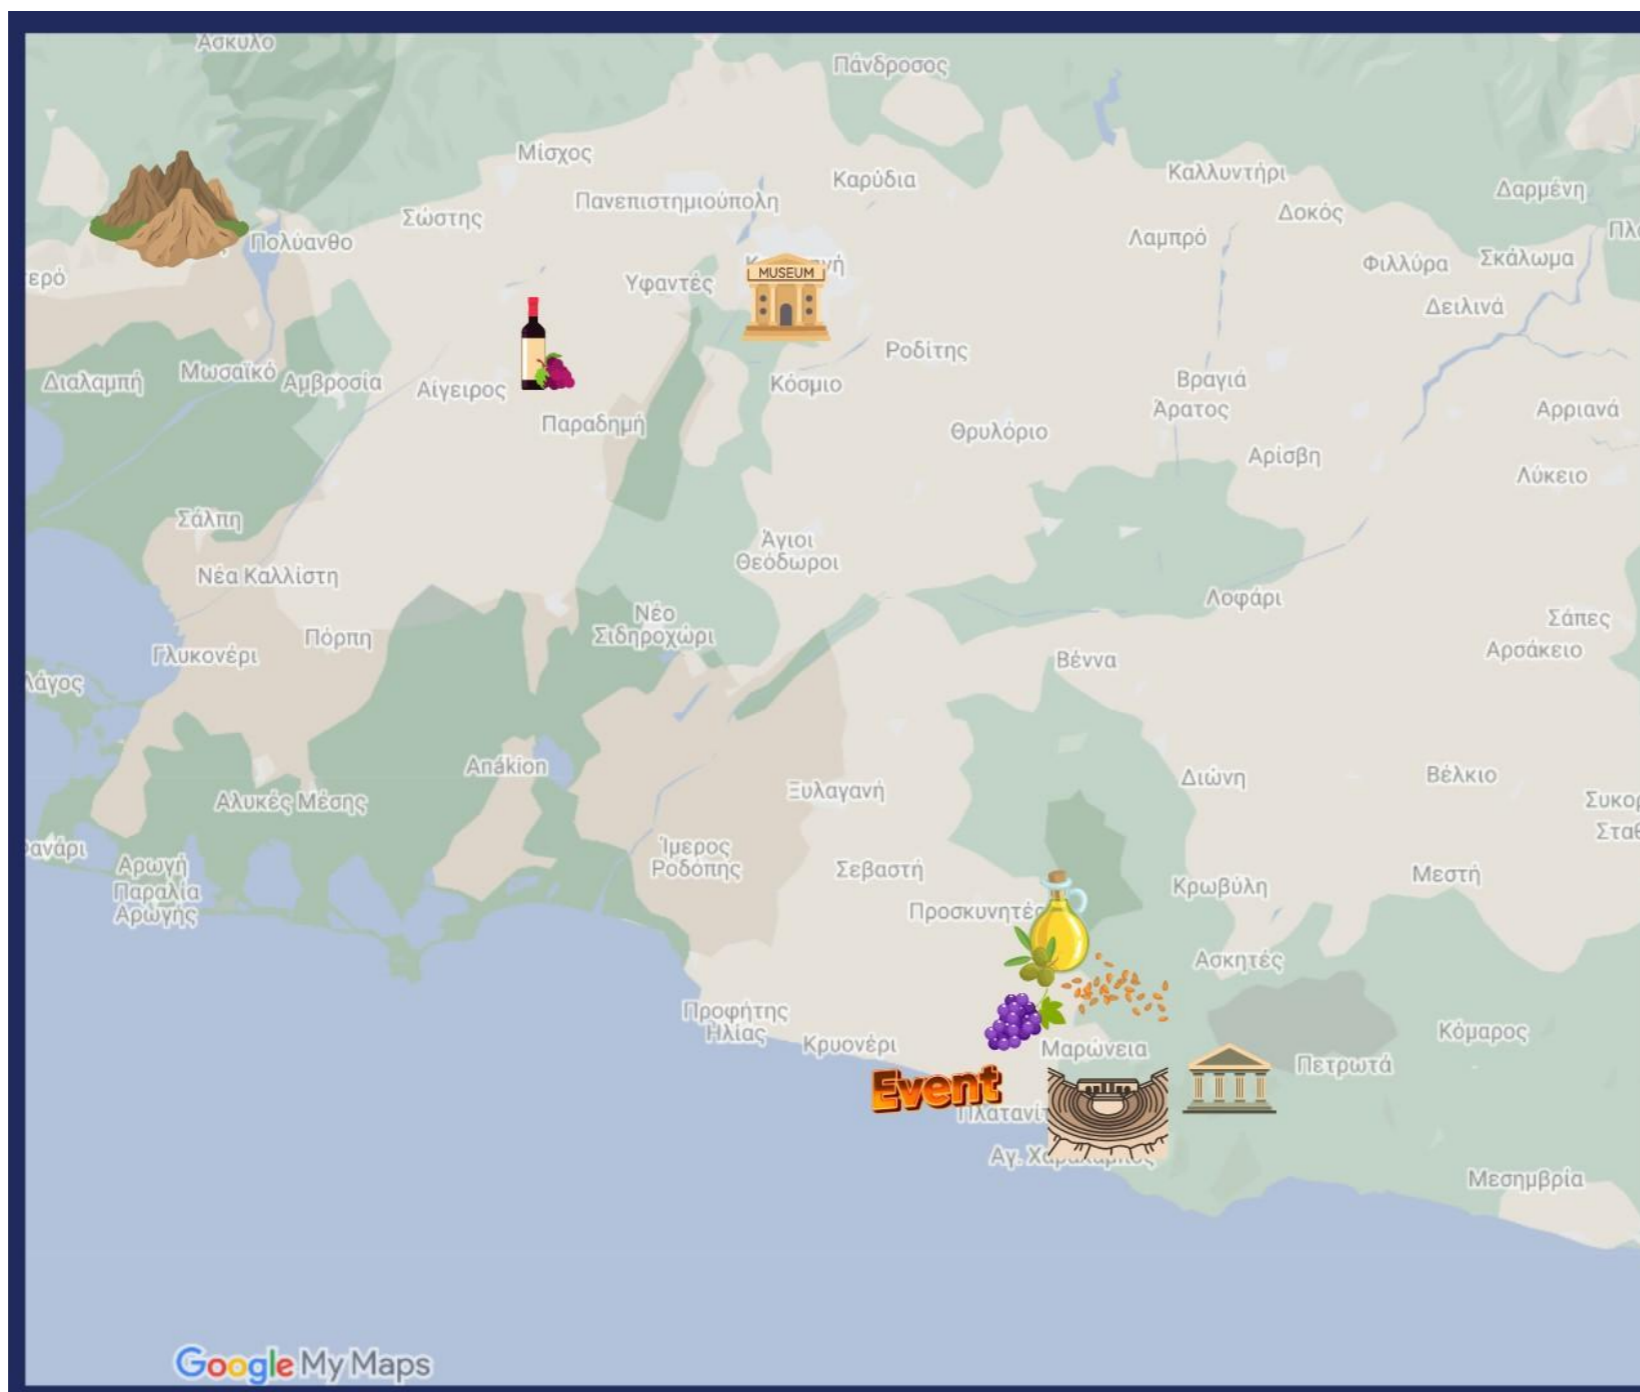 Άσκυλο
Πάνδροσος
Μίσχος
Καρύδια
Καλλυντήρι
Δαρμένη
Πανεπιστημιούπολη
Σώστης
Δοκός
Λαμπρό
Πολύανθο
Φιλλύρα
Σκάλωμα
MUSEUM
Υφαντές
Δειλινά
Ροδίτης
Διαλαμπή
Μωσαϊκό
Αμβροσία
Αίγειρος
Κόσμιο
Βραγιά
Άρατος
Αρριανά
Παραδημή
Θρυλόριο
Αρίσβη
Λύκειο
Σάλπη
Άγιοι
Θεόδωροι
Νέα Καλλίστη
Λοφάρι
Νέο
Σιδηροχώρι
Πόρπη
Σάπες
Γλυκονέρι
Αρσάκειο
Βέννα
Λάγος
Anákion
Διώνη
Βέλκιο
Ξυλαγανή
Αλυκές Μέσης
Ίμερος
Ροδόπης
Σεβαστή
Αρωγή
Παραλία
Αρωγής
Κρωβύλη
Μεστή
Προσκυνητές
Ασκητές
Προφήτης
Ηλίας
Κρυονέρι
Μαρώνεια
Κόμαρος
Πετρωτά
Event
Μεσημβρία
Google My Maps